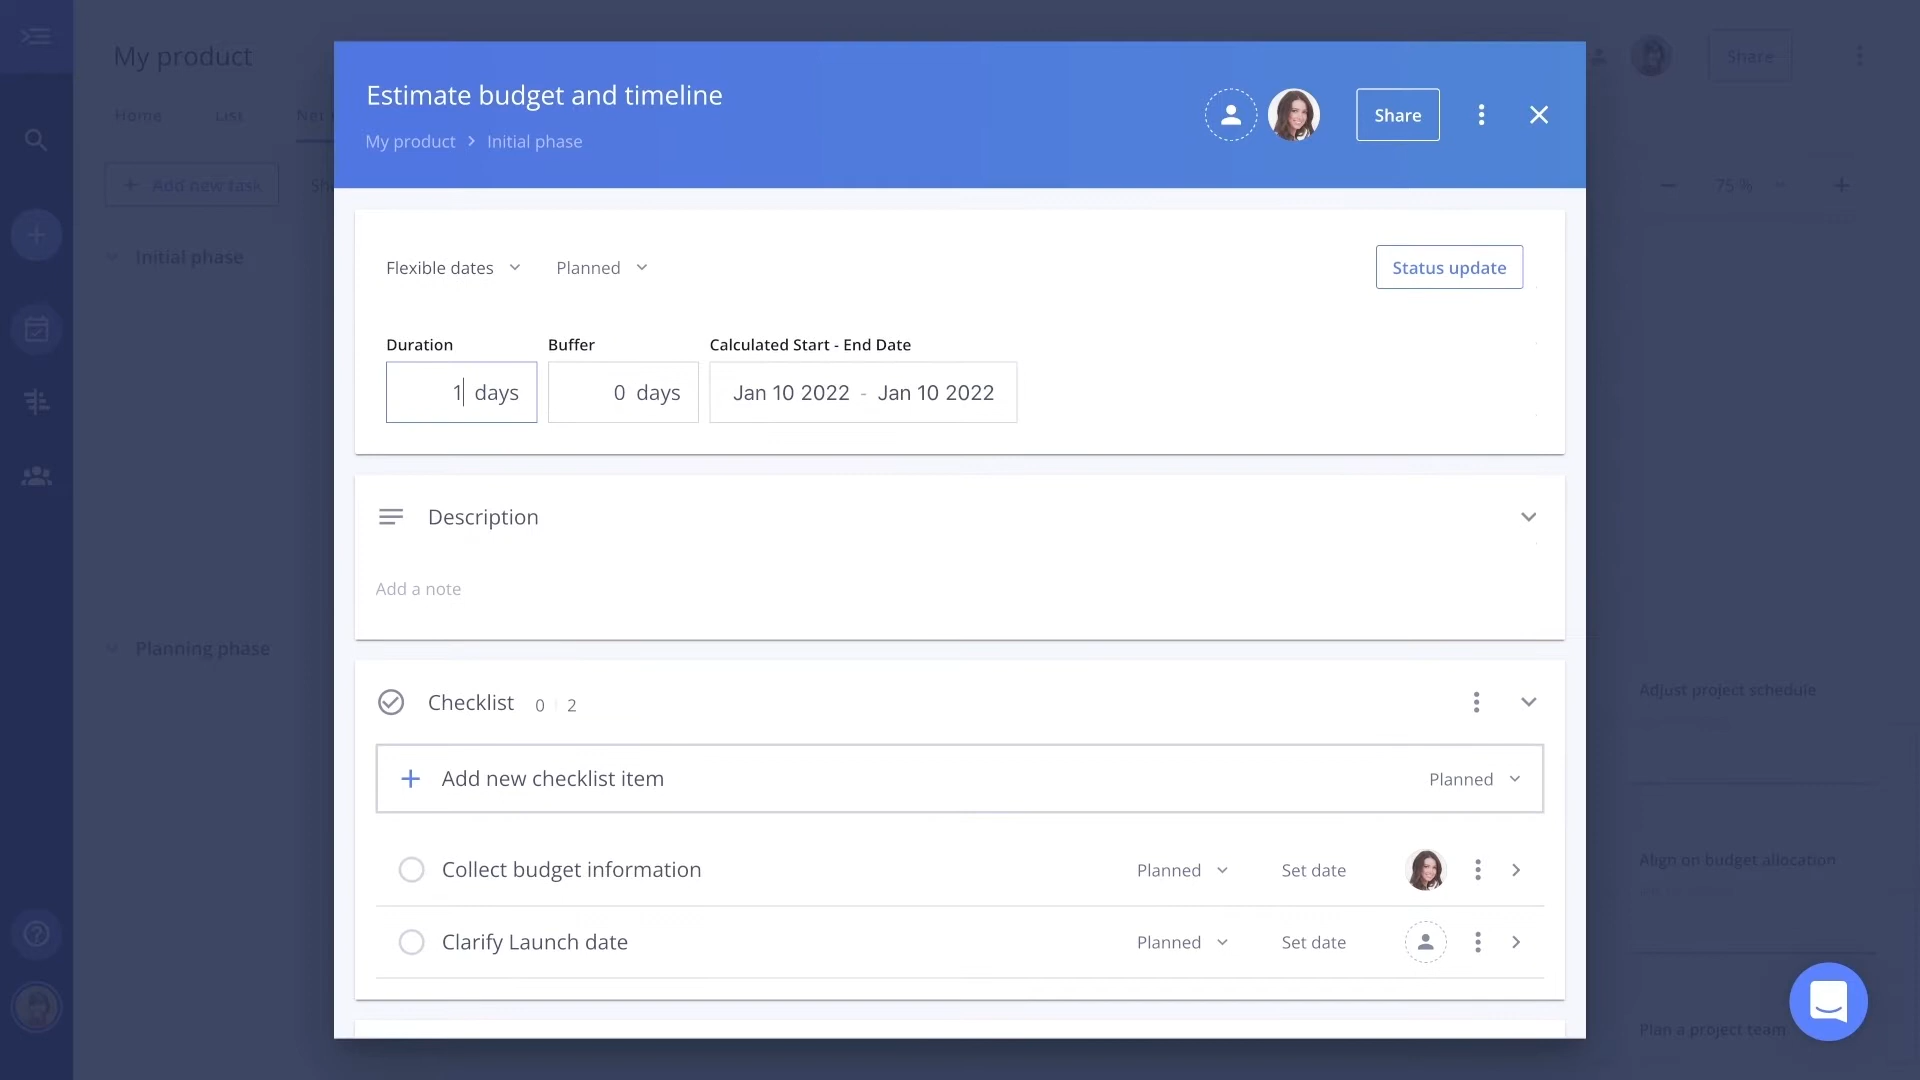 My product
Share
Home
List
Add new task
75 %
Initial phase
Planning phase
Adjust project schedule
Align on budget allocation
Plan a project team
Estimate budget and timeline
My product > Initial phase
Share
Flexible dates
Planned
Status update
Duration
Buffer
Calculated Start - End Date
1 days
0 days
Jan 10 2022 - Jan 10 2022
Description
Add a note
Checklist 0 2
Add new checklist item
Planned
Collect budget information
Planned
Set date
Clarify Launch date
Planned
Set date